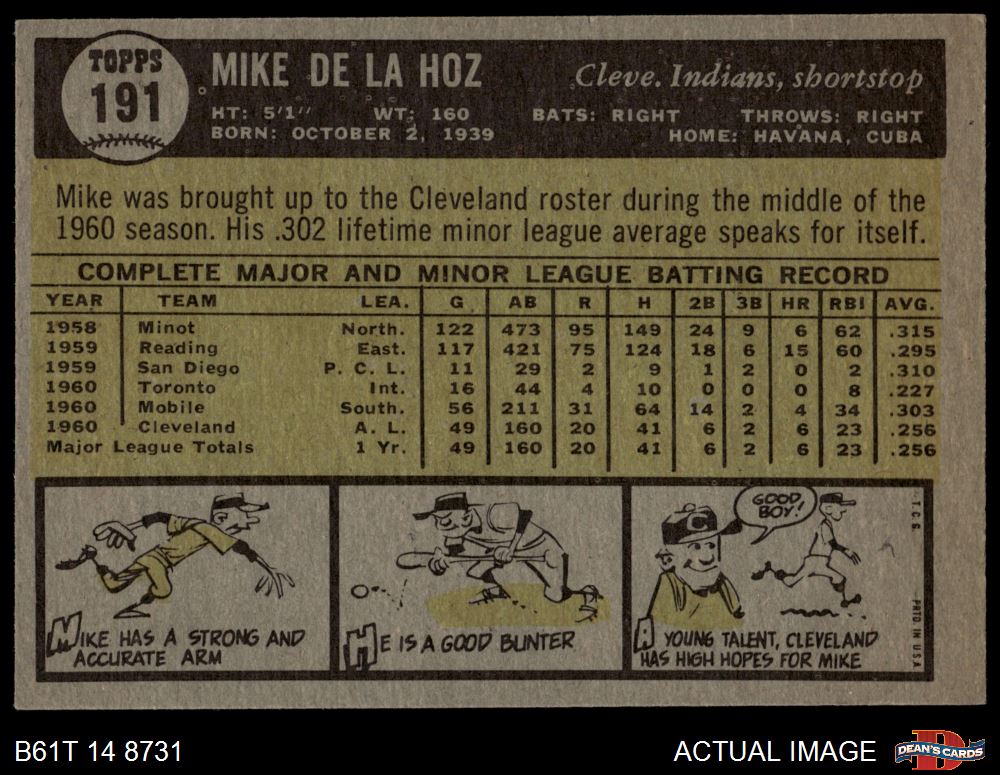 TOPPS
191
MIKE DE LA HOZ
Cleve. Indians, shortstop
HT: 5'1" WT: 160 BATS: RIGHT THROWS: RIGHT
BORN: OCTOBER 2, 1939 HOME: HAVANA, CUBA
Mike was brought up to the Cleveland roster during the middle of the
1960 season. His .302 lifetime minor league average speaks for itself.
COMPLETE MAJOR AND MINOR LEAGUE BATTING RECORD
YEAR TEAM LEA. G AB R H 2B 3B HR RBI AVG.
1958 Minot North. 122 473 95 149 24 9 6 62 .315
1959 Reading East. 117 421 75 124 18 6 15 60 .295
1959 San Diego P. C. L. 11 29 2 9 1 2 0 2 .310
1960 Toronto Int. 16 44 4 10 0 0 0 8 .227
1960 Mobile South. 56 211 31 64 14 2 4 34 .303
1960 Cleveland A. L. 49 160 20 41 6 2 6 23 .256
Major League Totals 1 Yr. 49 160 20 41 6 2 6 23 .256
MIKE HAS A STRONG AND
ACCURATE ARM
HE IS A GOOD BUNTER
C
GOOD
BOY!
A YOUNG TALENT, CLEVELAND
HAS HIGH HOPES FOR MIKE
T.C.G. PRTD. IN U.S.A.
B61T 14 8731
ACTUAL IMAGE
D
DEAN'S CARDS